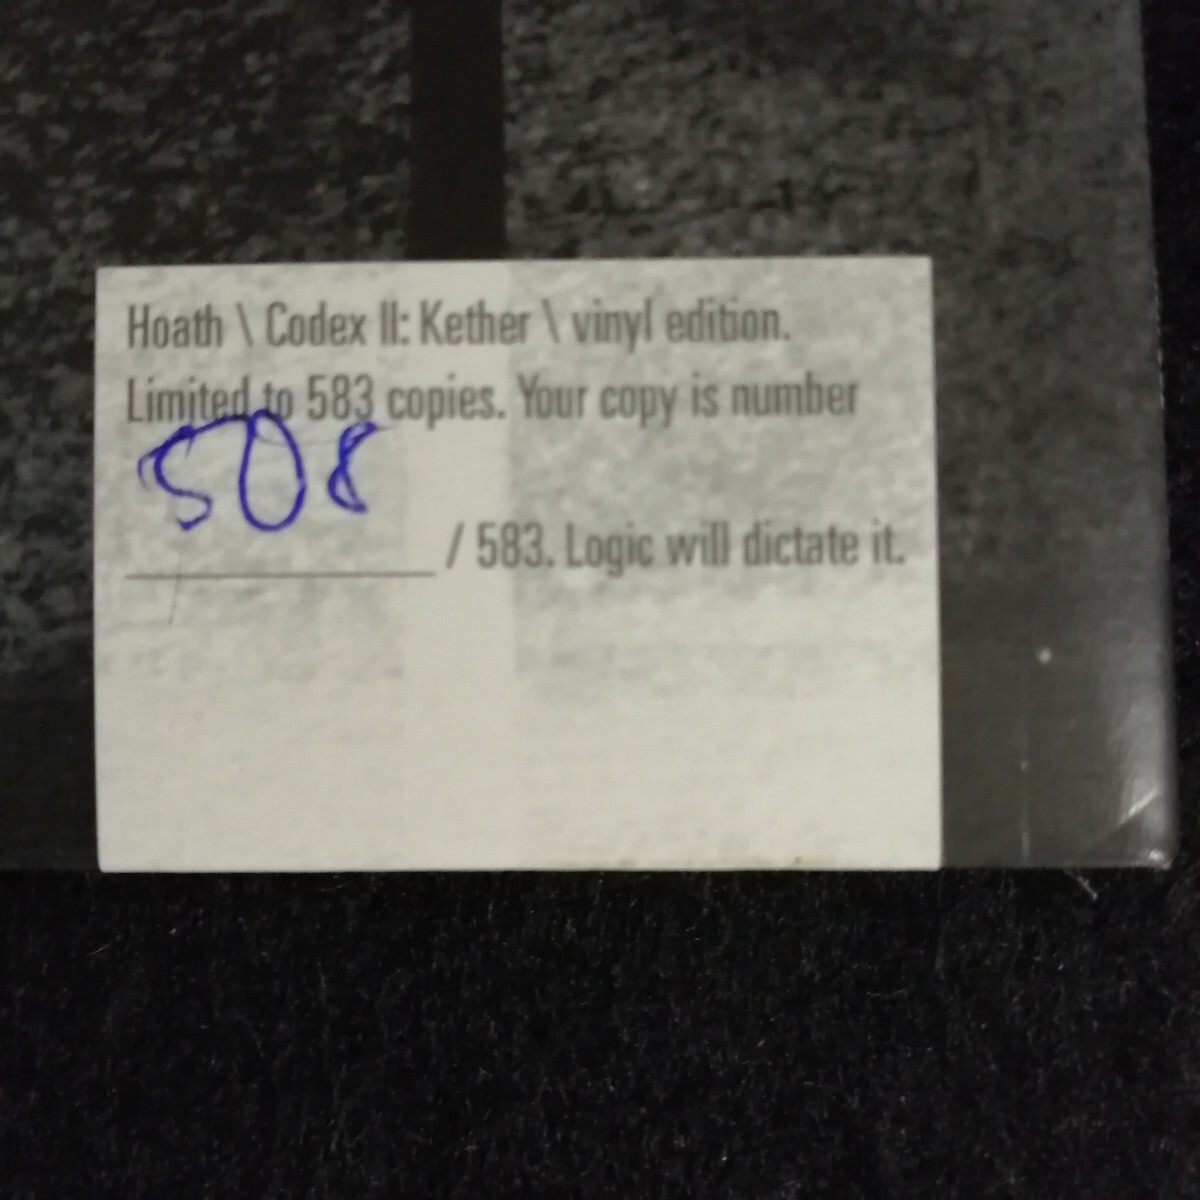 Hoath \ Codex II: Kether \ vinyl edition.
Limited to 583 copies. Your copy is number
508
/ 583. Logic will dictate it.